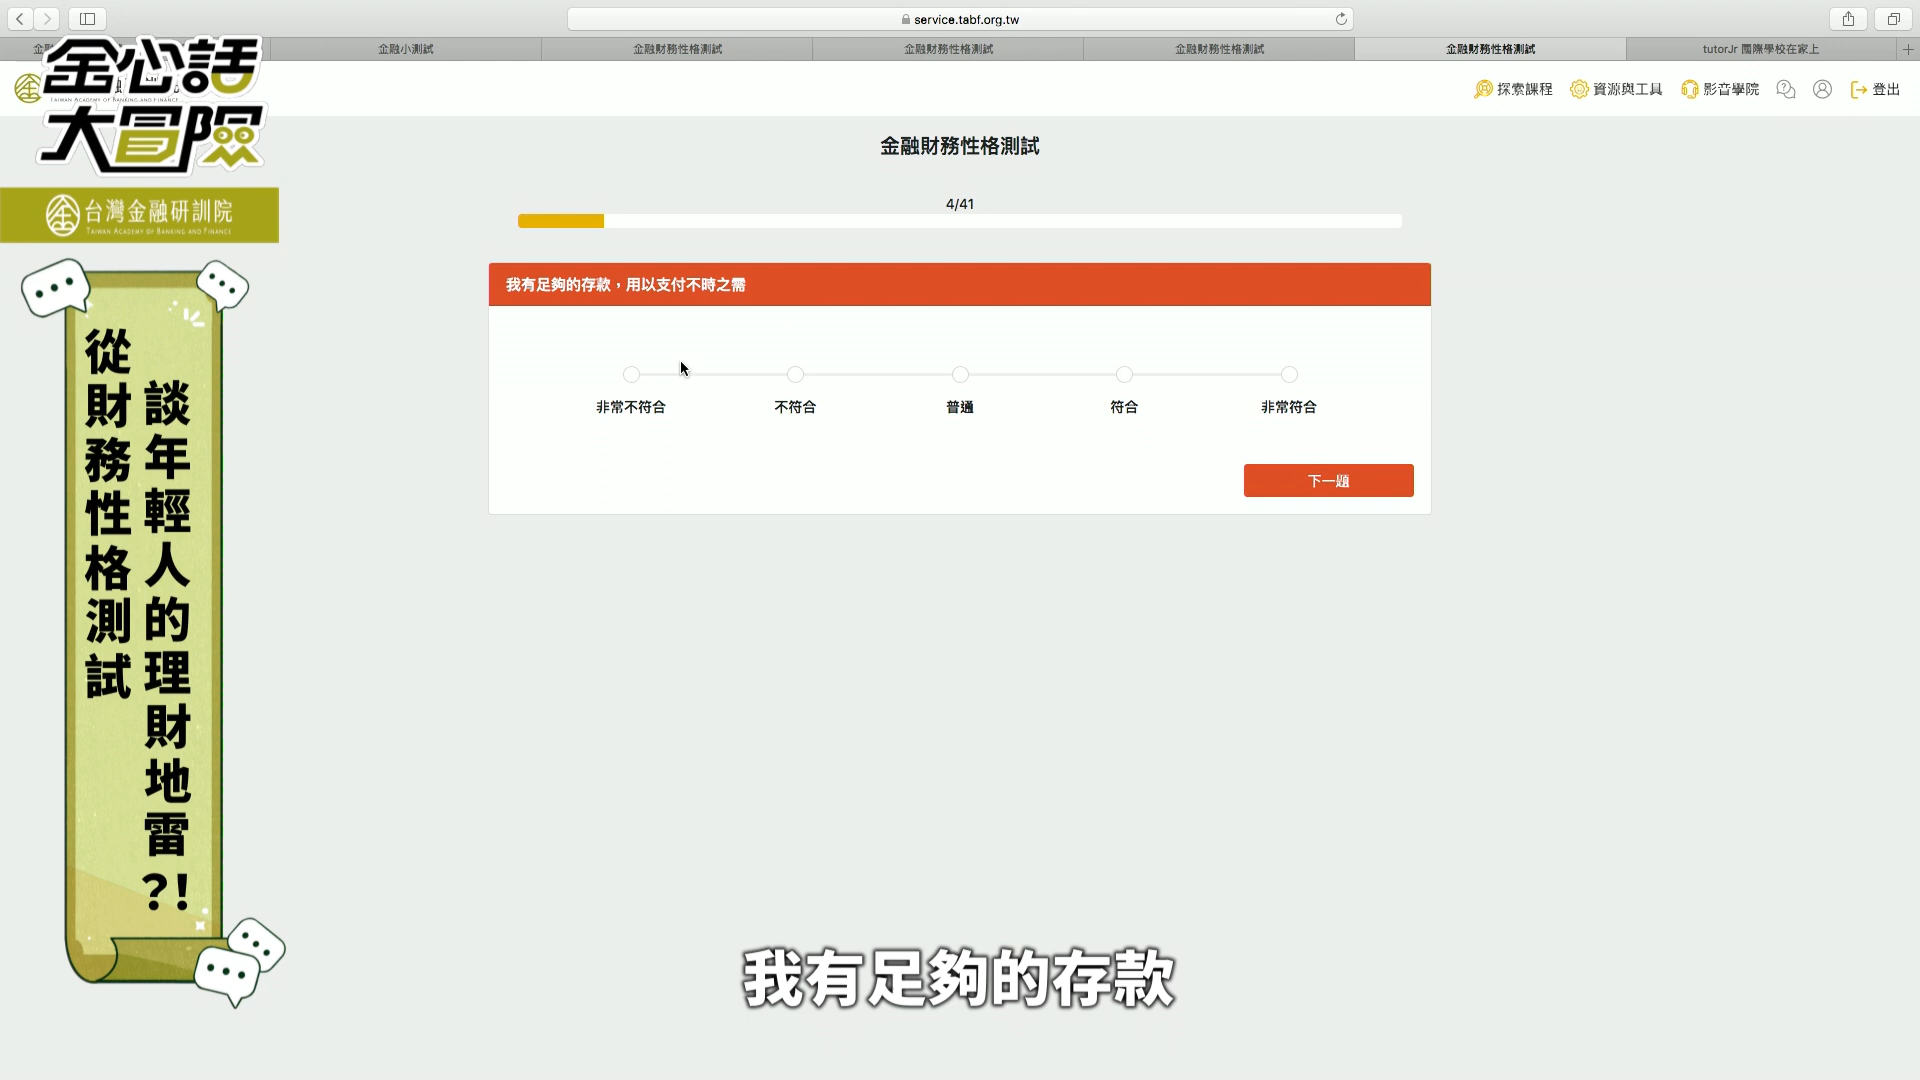 service.tabf.org.tw
金融小測試
金融財務性格測試
金融財務性格測試
金融財務性格測試
金融財務性格測試
tutorJr 國際學校在家上
金心話
大冒險
TAIWAN ACADEMY OF BANKING AND FINANCE
探索課程
資源與工具
影音學院
登出
台灣金融研訓院
TAIWAN ACADEMY OF BANKING AND FINANCE
從財務性格測試
談年輕人的理財地雷?!
金融財務性格測試
4/41
我有足夠的存款，用以支付不時之需
非常不符合
不符合
普通
符合
非常符合
下一題
我有足夠的存款